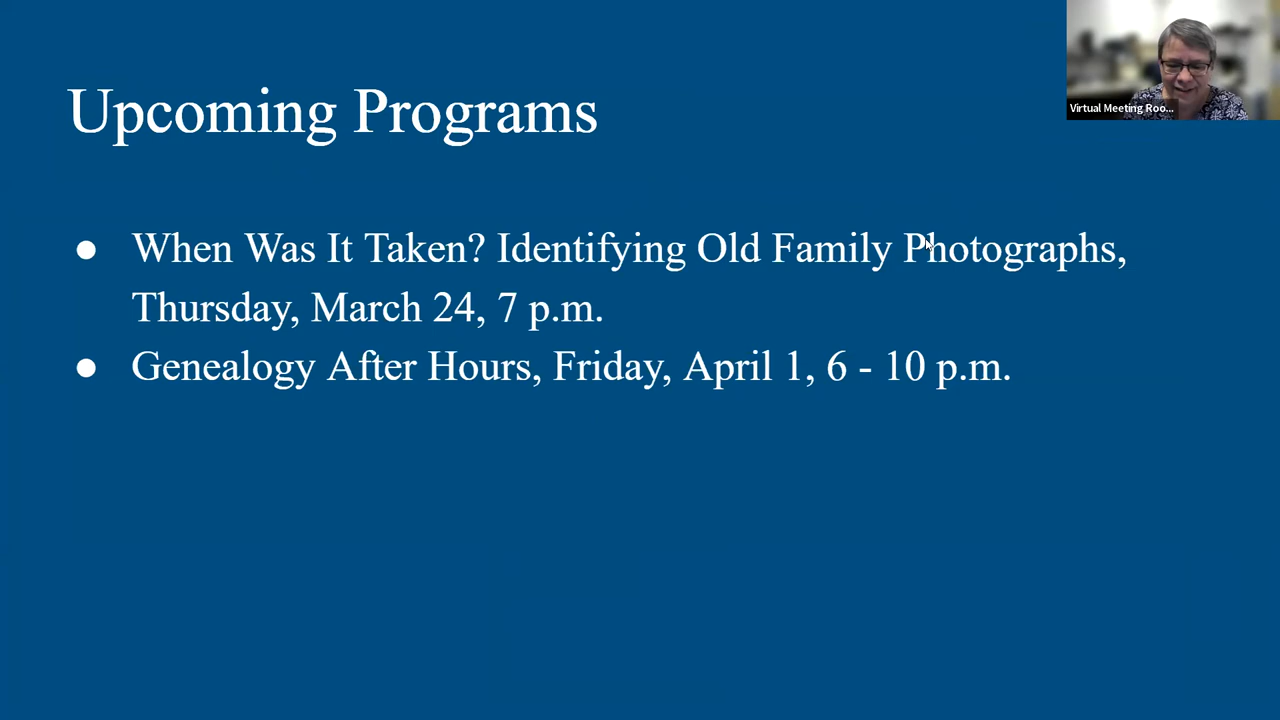 Upcoming Programs
Virtual Meeting Roo...
● When Was It Taken? Identifying Old Family Photographs,
Thursday, March 24, 7 p.m.
● Genealogy After Hours, Friday, April 1, 6 - 10 p.m.